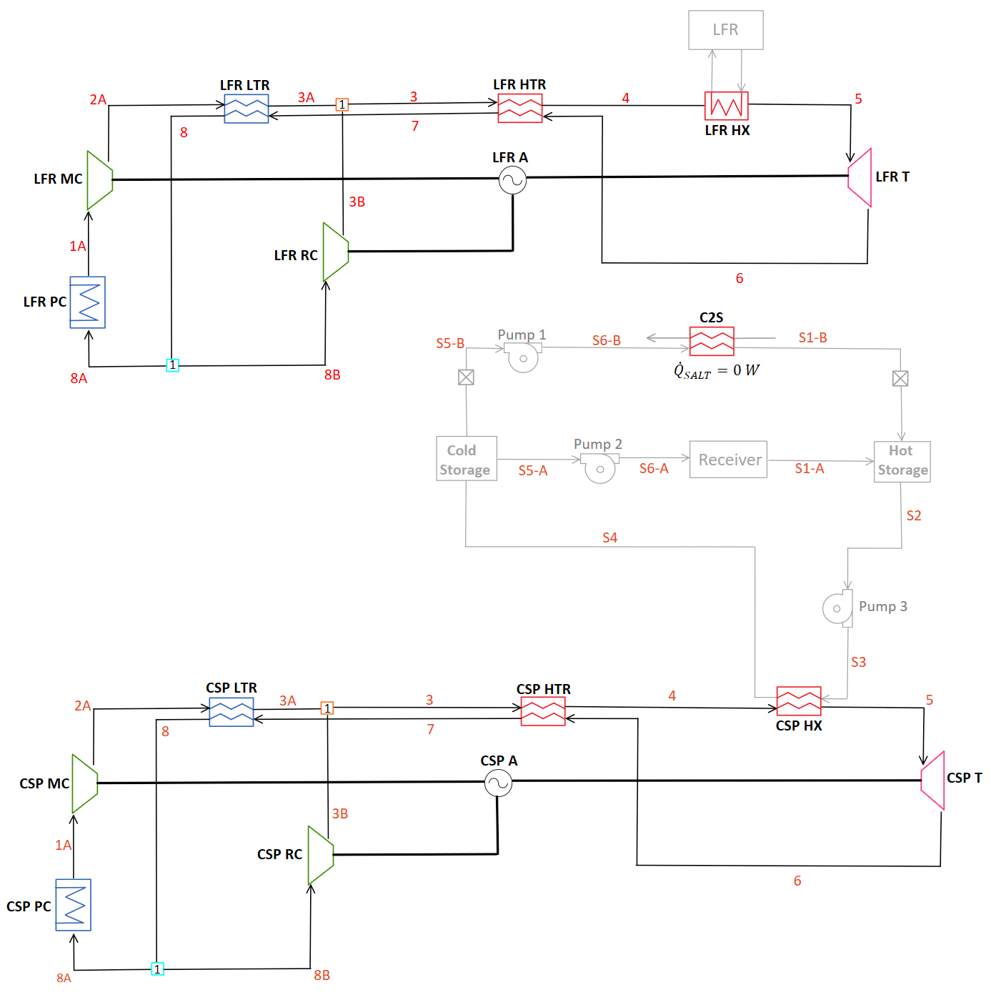 LFR
LFR LTR
LFR HTR
2A
3A
1
3
4
5
8
7
LFR HX
LFR A
LFR MC
LFR T
3B
1A
LFR RC
6
LFR PC
C2S
S5-B
Pump 1
S6-B
S1-B
8A
1
8B
Q̇SALT = 0 W
Cold
Storage
Pump 2
Receiver
Hot
Storage
S5-A
S6-A
S1-A
S2
S4
Pump 3
S3
CSP LTR
CSP HTR
2A
3A
1
3
4
5
8
7
CSP HX
CSP A
CSP MC
CSP T
3B
1A
CSP RC
6
CSP PC
8A
1
8B